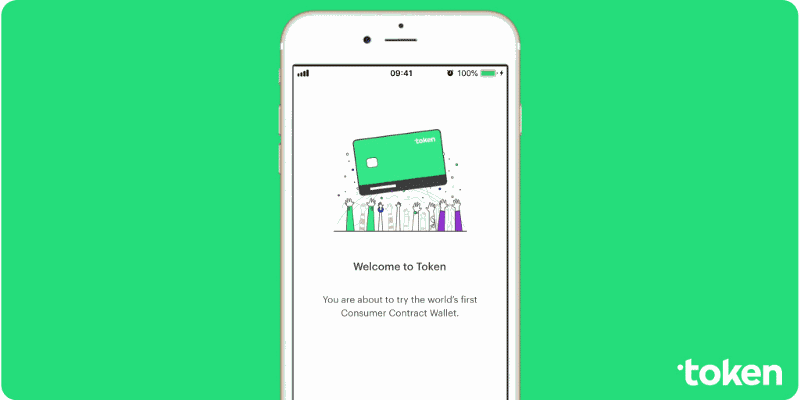 09:41
100%
token
Welcome to Token
You are about to try the world's first
Consumer Contract Wallet.
token